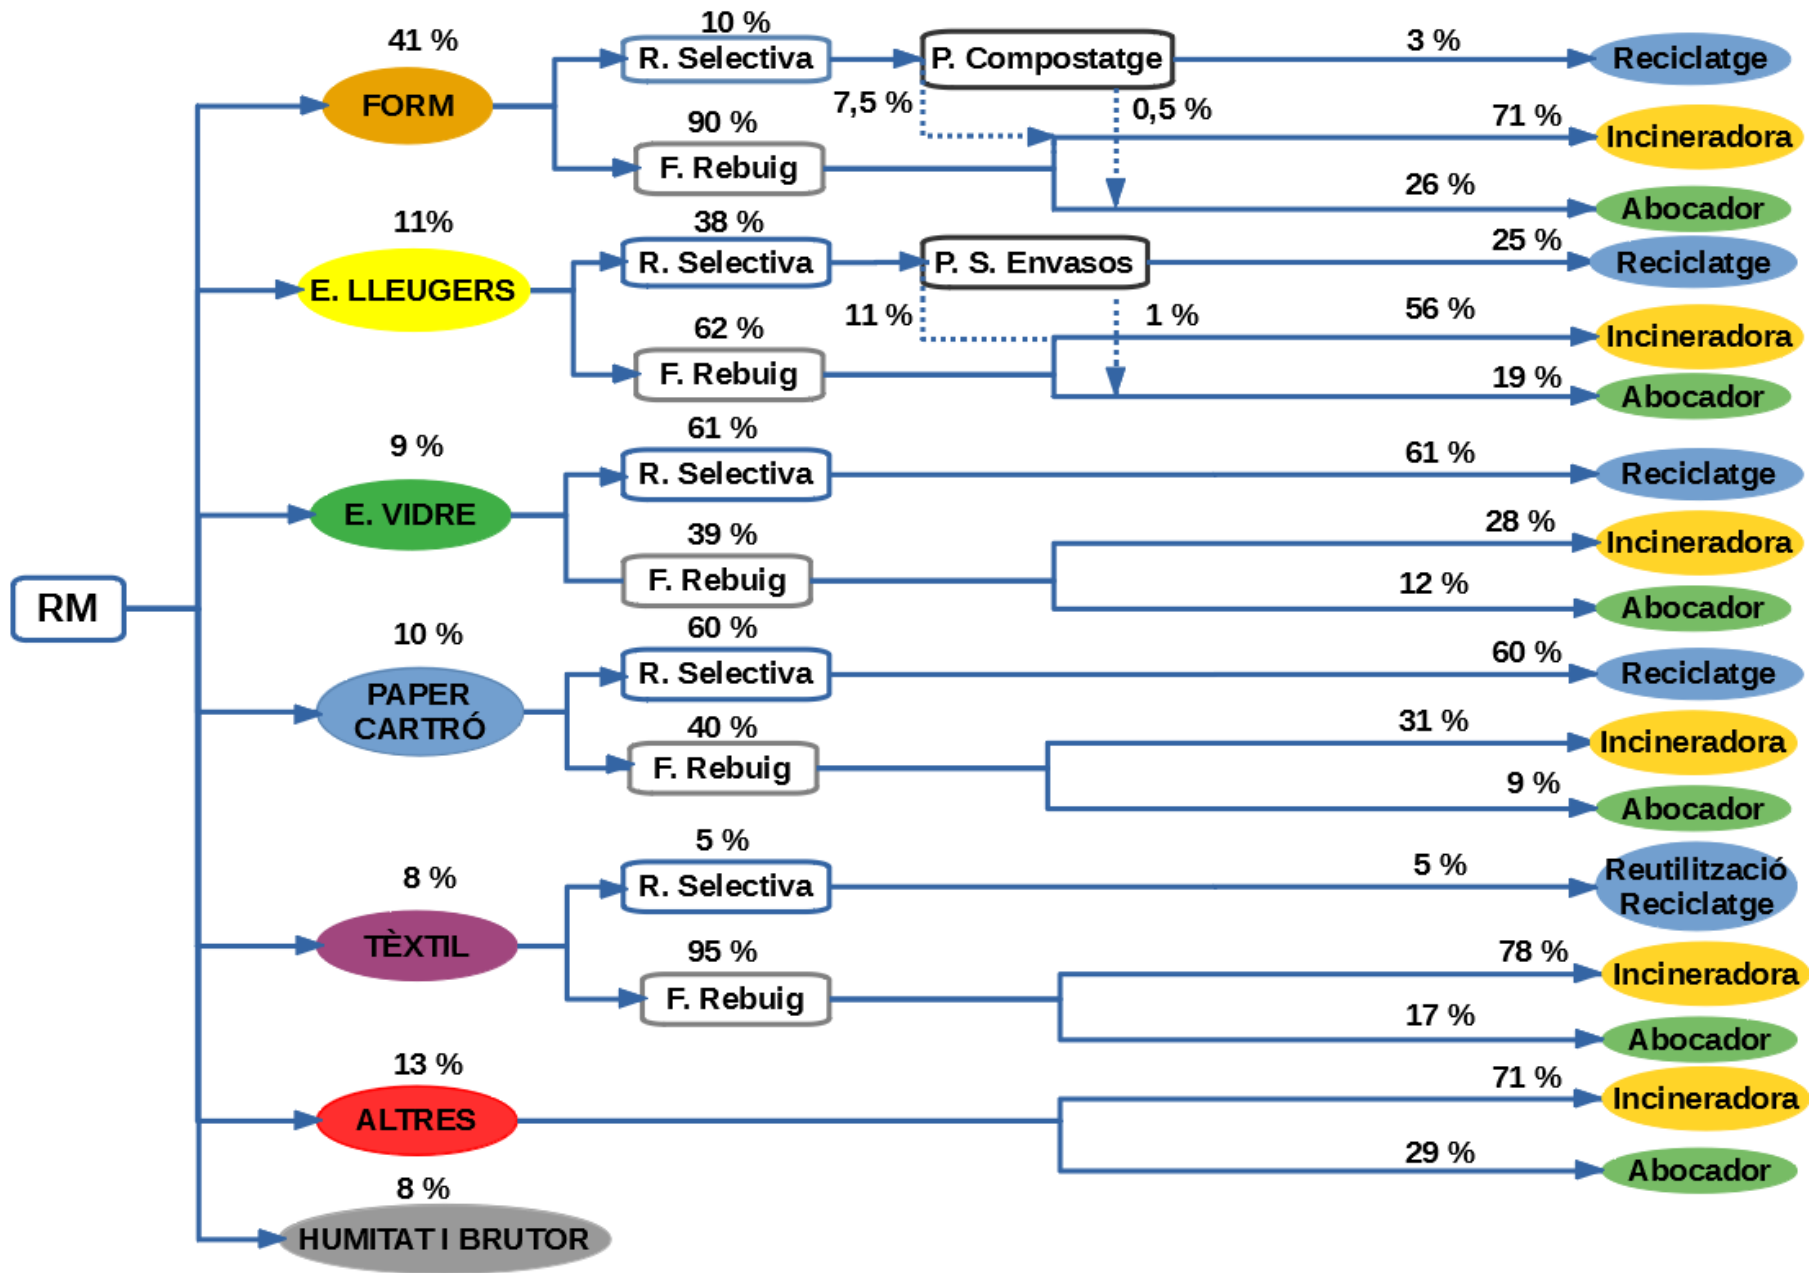 10 %
41 %
R. Selectiva
P. Compostatge
3 %
Reciclatge
FORM
7,5 %
0,5 %
90 %
71 %
Incineradora
F. Rebuig
26 %
Abocador
11%
38 %
R. Selectiva
P. S. Envasos
25 %
Reciclatge
E. LLEUGERS
11 %
1 %
62 %
56 %
Incineradora
F. Rebuig
19 %
Abocador
9 %
61 %
R. Selectiva
61 %
Reciclatge
E. VIDRE
39 %
28 %
Incineradora
F. Rebuig
12 %
Abocador
RM
10 %
60 %
R. Selectiva
60 %
Reciclatge
PAPER
CARTRÓ
40 %
31 %
Incineradora
F. Rebuig
9 %
Abocador
8 %
5 %
R. Selectiva
5 %
Reutilització
Reciclatge
TÈXTIL
95 %
78 %
Incineradora
F. Rebuig
17 %
Abocador
13 %
ALTRES
71 %
Incineradora
29 %
Abocador
8 %
HUMITAT I BRUTOR